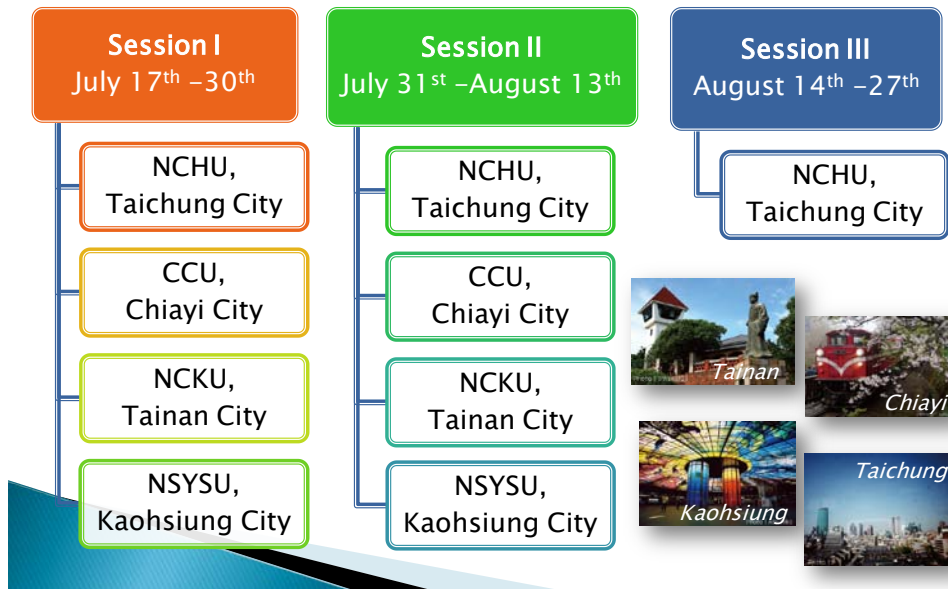 Session I
July 17th –30th
NCHU,
Taichung City
CCU,
Chiayi City
NCKU,
Tainan City
NSYSU,
Kaohsiung City
Session II
July 31st –August 13th
NCHU,
Taichung City
CCU,
Chiayi City
NCKU,
Tainan City
NSYSU,
Kaohsiung City
Session III
August 14th –27th
NCHU,
Taichung City
Tainan
Chiayi
Kaohsiung
Taichung